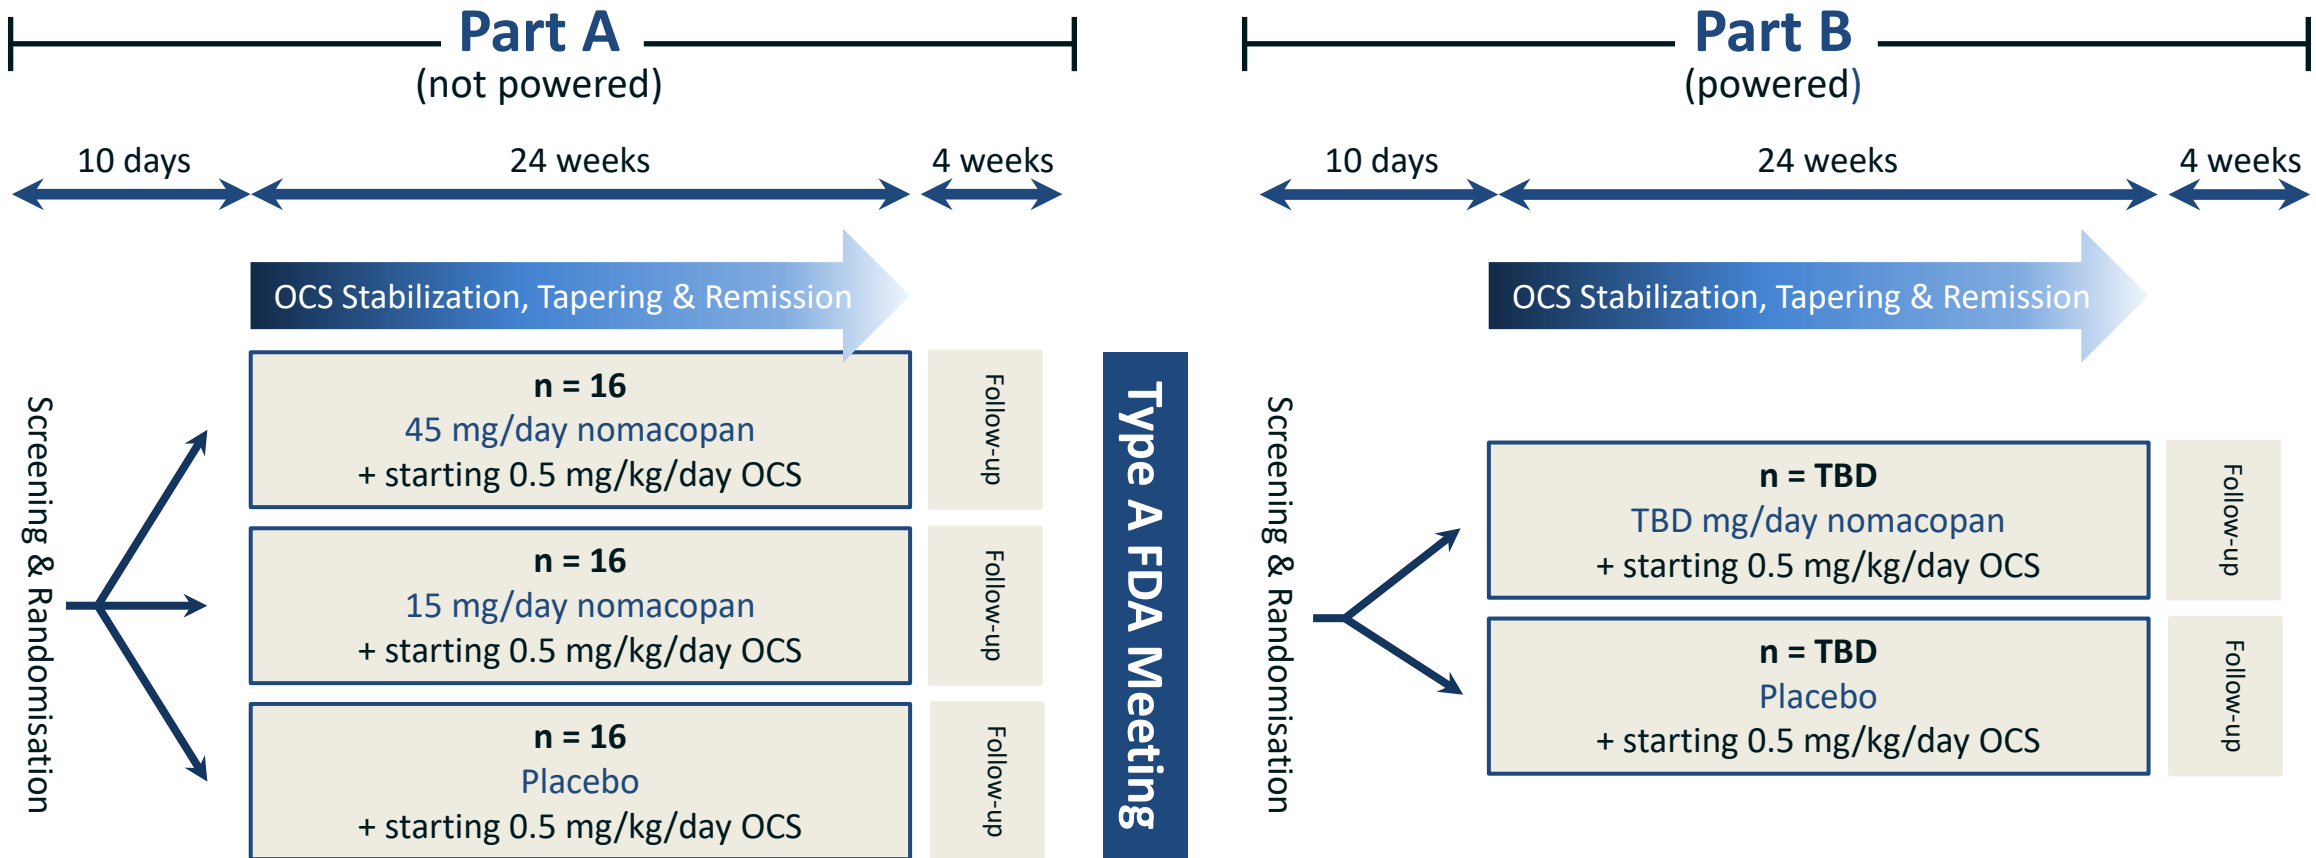 Part A
(not powered)
10 days
24 weeks
4 weeks
OCS Stabilization, Tapering & Remission
Screening & Randomisation
n = 16
45 mg/day nomacopan
+ starting 0.5 mg/kg/day OCS
Follow-up
n = 16
15 mg/day nomacopan
+ starting 0.5 mg/kg/day OCS
Follow-up
n = 16
Placebo
+ starting 0.5 mg/kg/day OCS
Follow-up
Type A FDA Meeting
Part B
(powered)
10 days
24 weeks
4 weeks
OCS Stabilization, Tapering & Remission
Screening & Randomisation
n = TBD
TBD mg/day nomacopan
+ starting 0.5 mg/kg/day OCS
Follow-up
n = TBD
Placebo
+ starting 0.5 mg/kg/day OCS
Follow-up